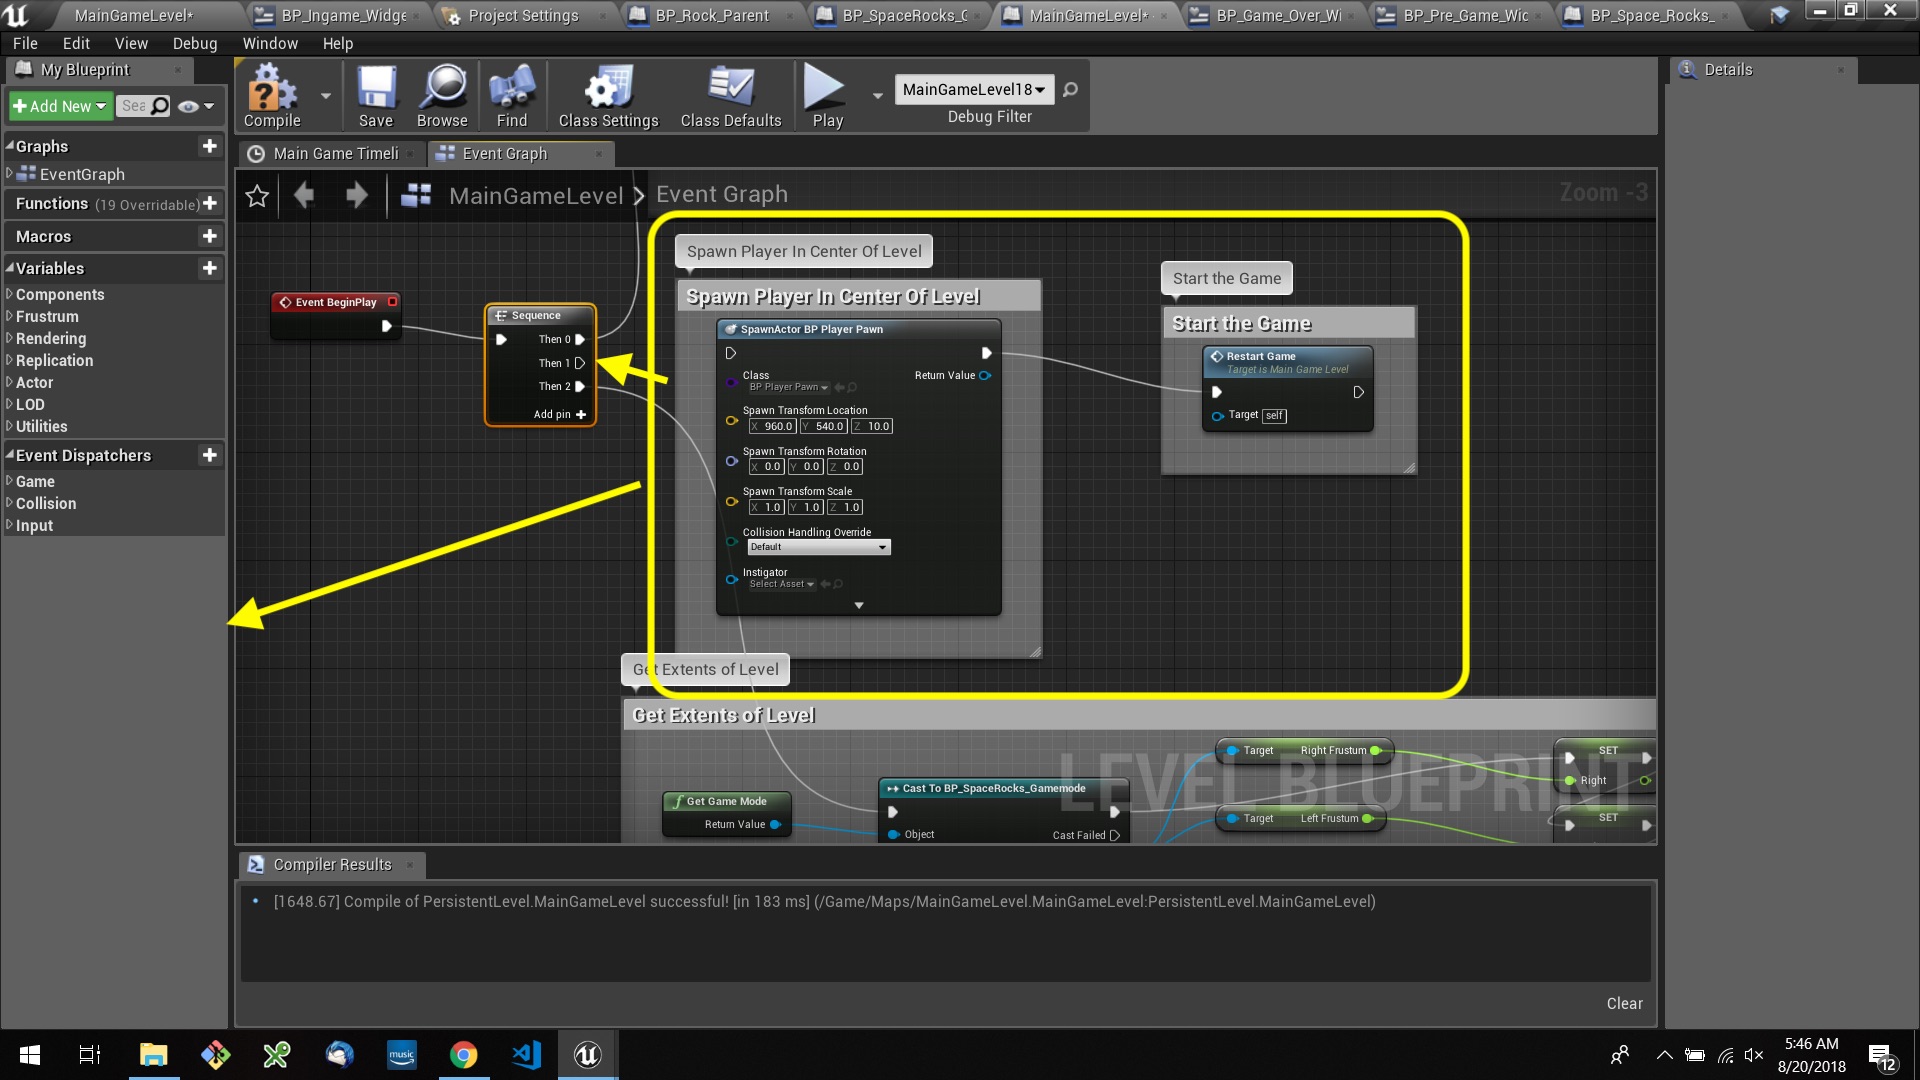 MainGameLevel*
BP_Ingame_Widge
Project Settings
BP_Rock_Parent
BP_SpaceRocks_G
MainGameLevel*
BP_Game_Over_Wi
BP_Pre_Game_Wid
BP_Space_Rocks_
File Edit View Debug Window Help
My Blueprint
Add New
Sea
Graphs
EventGraph
Functions (19 Overridable)
Macros
Variables
Components
Frustrum
Rendering
Replication
Actor
LOD
Utilities
Event Dispatchers
Game
Collision
Input
Compile
Save
Browse
Find
Class Settings
Class Defaults
Play
MainGameLevel18
Debug Filter
Details
Main Game Timeli
Event Graph
MainGameLevel > Event Graph
Zoom -3
Event BeginPlay
Sequence
Then 0
Then 1
Then 2
Add pin
Spawn Player In Center Of Level
Spawn Player In Center Of Level
SpawnActor BP Player Pawn
Class
BP Player Pawn
Return Value
Spawn Transform Location
X 960.0 Y 540.0 Z 10.0
Spawn Transform Rotation
X 0.0 Y 0.0 Z 0.0
Spawn Transform Scale
X 1.0 Y 1.0 Z 1.0
Collision Handling Override
Default
Instigator
Select Asset
Start the Game
Start the Game
Restart Game
Target is Main Game Level
Target self
Get Extents of Level
Get Extents of Level
Get Game Mode
Return Value
Cast To BP_SpaceRocks_Gamemode
Object
Cast Failed
Target Right Frustum
Target Left Frustum
SET
Right
SET
LEVEL BLUEPRINT
Compiler Results
[1648.67] Compile of PersistentLevel.MainGameLevel successful! [in 183 ms] (/Game/Maps/MainGameLevel.MainGameLevel:PersistentLevel.MainGameLevel)
Clear
music
5:46 AM
8/20/2018
12